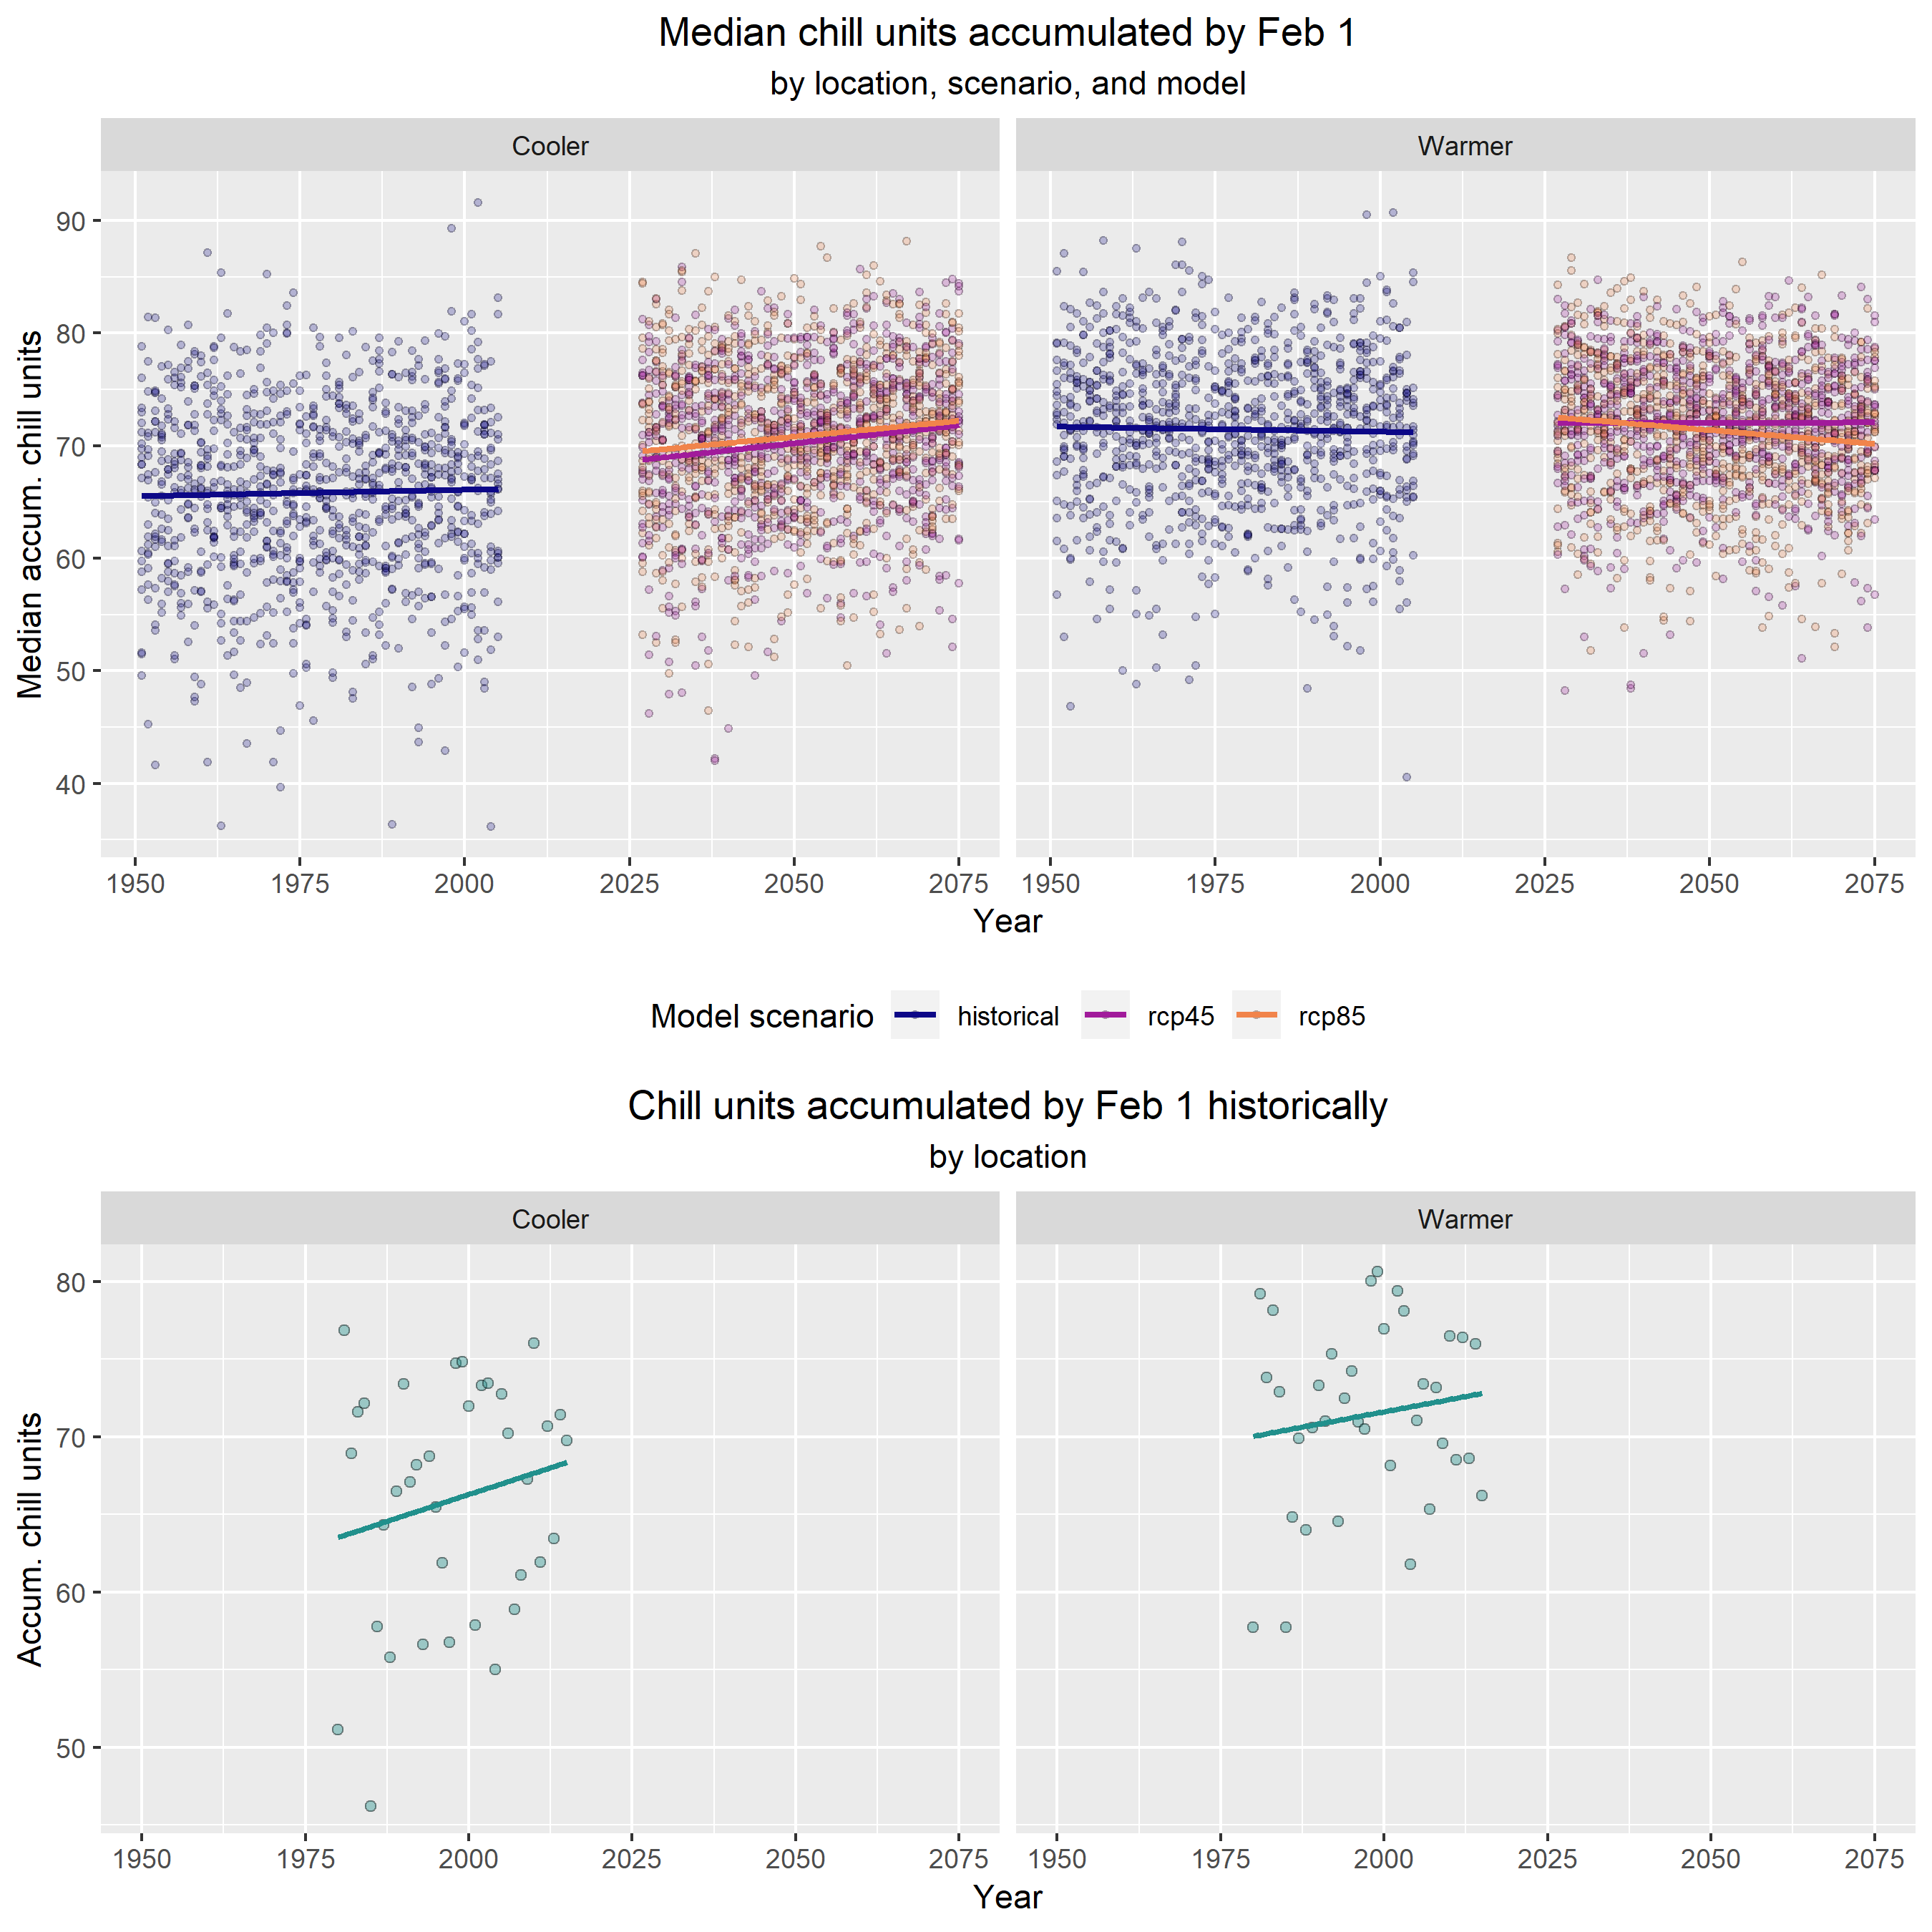 Median chill units accumulated by Feb 1
by location, scenario, and model
Cooler
Warmer
Median accum. chill units
90
80
70
60
50
40
1950 1975 2000 2025 2050 2075
1950 1975 2000 2025 2050 2075
Year
Model scenario historical rcp45 rcp85
Chill units accumulated by Feb 1 historically
by location
Cooler
Warmer
Accum. chill units
80
70
60
50
1950 1975 2000 2025 2050 2075
1950 1975 2000 2025 2050 2075
Year